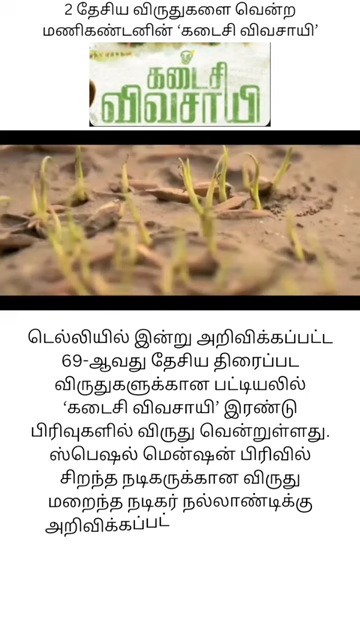 2 தேசிய விருதுகளை வென்ற
மணிகண்டனின் ‘கடைசி விவசாயி’
கடைசி
விவசாயி
டெல்லியில் இன்று அறிவிக்கப்பட்ட
69-ஆவது தேசிய திரைப்பட
விருதுகளுக்கான பட்டியலில்
‘கடைசி விவசாயி’ இரண்டு
பிரிவுகளில் விருது வென்றுள்ளது.
ஸ்பெஷல் மென்ஷன் பிரிவில்
சிறந்த நடிகருக்கான விருது
மறைந்த நடிகர் நல்லாண்டிக்கு
அறிவிக்கப்பட்